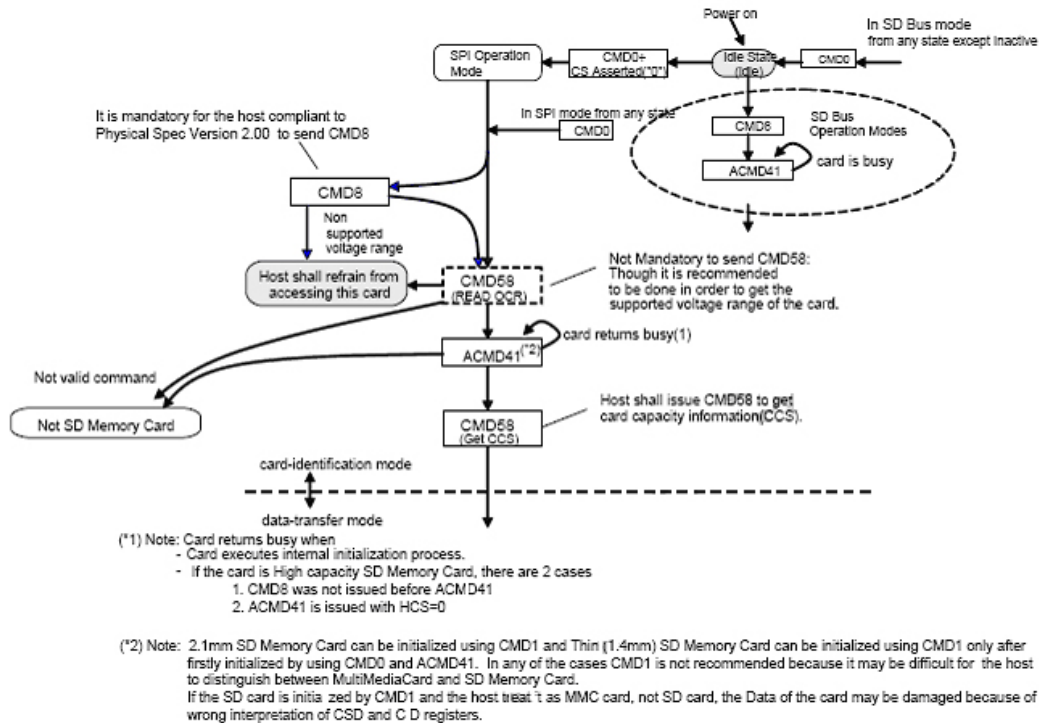 Power on
In SD Bus mode
from any state except Inactive
SPI Operation
Mode
CMD0+
CS Asserted("0")
Idle State
(Idle)
CMD0
It is mandatory for the host compliant to
Physical Spec Version 2.00 to send CMD8
In SPI mode from any state
CMD0
CMD8
SD Bus
Operation Modes
ACMD41
card is busy
CMD8
Non
supported
voltage range
Host shall refrain from
accessing this card
CMD58
(READ OCR)
Not Mandatory to send CMD58:
Though it is recommended
to be done in order to get the
supported voltage range of the card.
card returns busy(1)
ACMD41(*2)
Not valid command
Not SD Memory Card
CMD58
(Get CCS)
Host shall issue CMD58 to get
card capacity information(CCS).
card-identification mode
data-transfer mode
(*1) Note: Card returns busy when
- Card executes internal initialization process.
- If the card is High capacity SD Memory Card, there are 2 cases
1. CMD8 was not issued before ACMD41
2. ACMD41 is issued with HCS=0
(*2) Note: 2.1mm SD Memory Card can be initialized using CMD1 and Thin (1.4mm) SD Memory Card can be initialized using CMD1 only after
firstly initialized by using CMD0 and ACMD41. In any of the cases CMD1 is not recommended because it may be difficult for the host
to distinguish between MultiMediaCard and SD Memory Card.
If the SD card is by CMD1 and the host as MMC card, not SD card, the Data of the card may be damaged because of
wrong interpretation of CSD and registers.